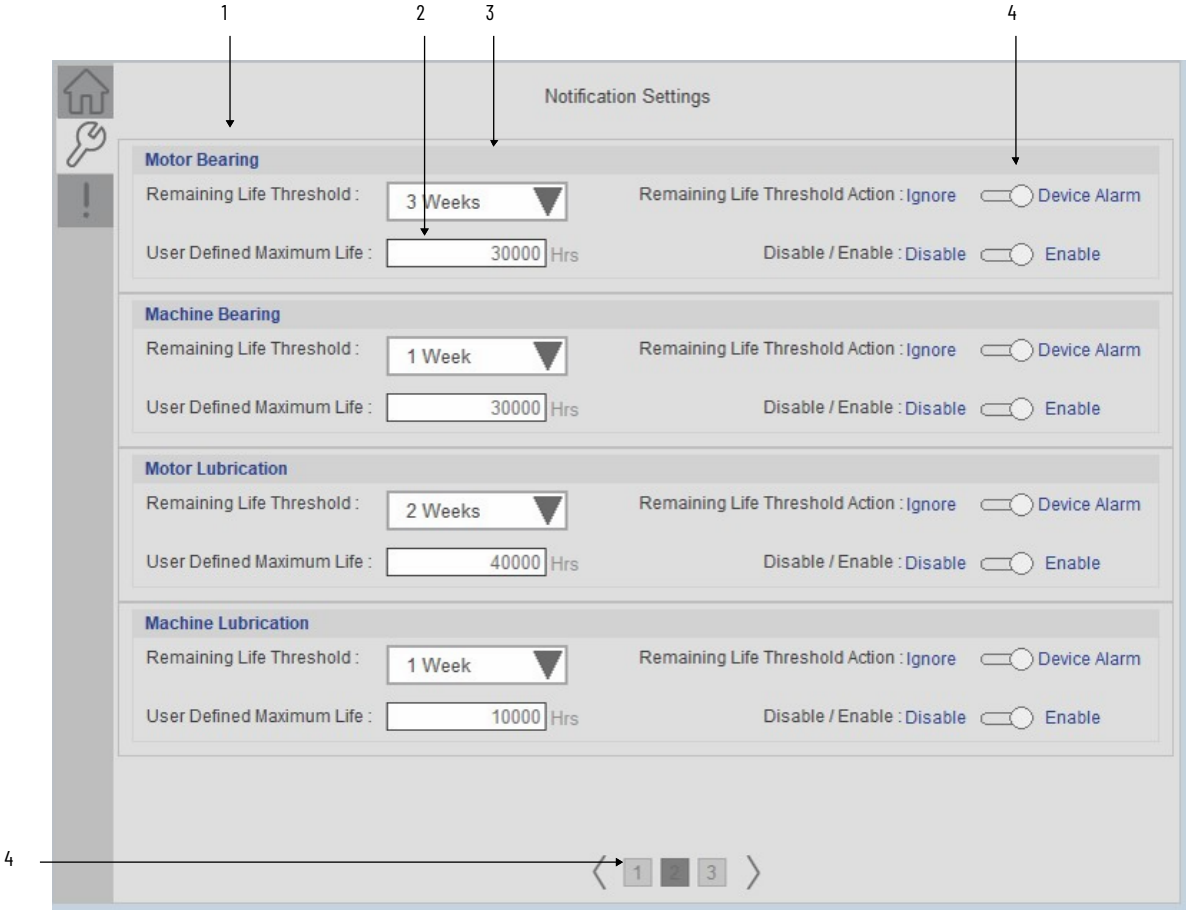 1 2 3 4
Notification Settings
Motor Bearing
Remaining Life Threshold : 3 Weeks Remaining Life Threshold Action : Ignore Device Alarm
User Defined Maximum Life : 30000 Hrs Disable / Enable : Disable Enable
Machine Bearing
Remaining Life Threshold : 1 Week Remaining Life Threshold Action : Ignore Device Alarm
User Defined Maximum Life : 30000 Hrs Disable / Enable : Disable Enable
Motor Lubrication
Remaining Life Threshold : 2 Weeks Remaining Life Threshold Action : Ignore Device Alarm
User Defined Maximum Life : 40000 Hrs Disable / Enable : Disable Enable
Machine Lubrication
Remaining Life Threshold : 1 Week Remaining Life Threshold Action : Ignore Device Alarm
User Defined Maximum Life : 10000 Hrs Disable / Enable : Disable Enable
4 1 2 3